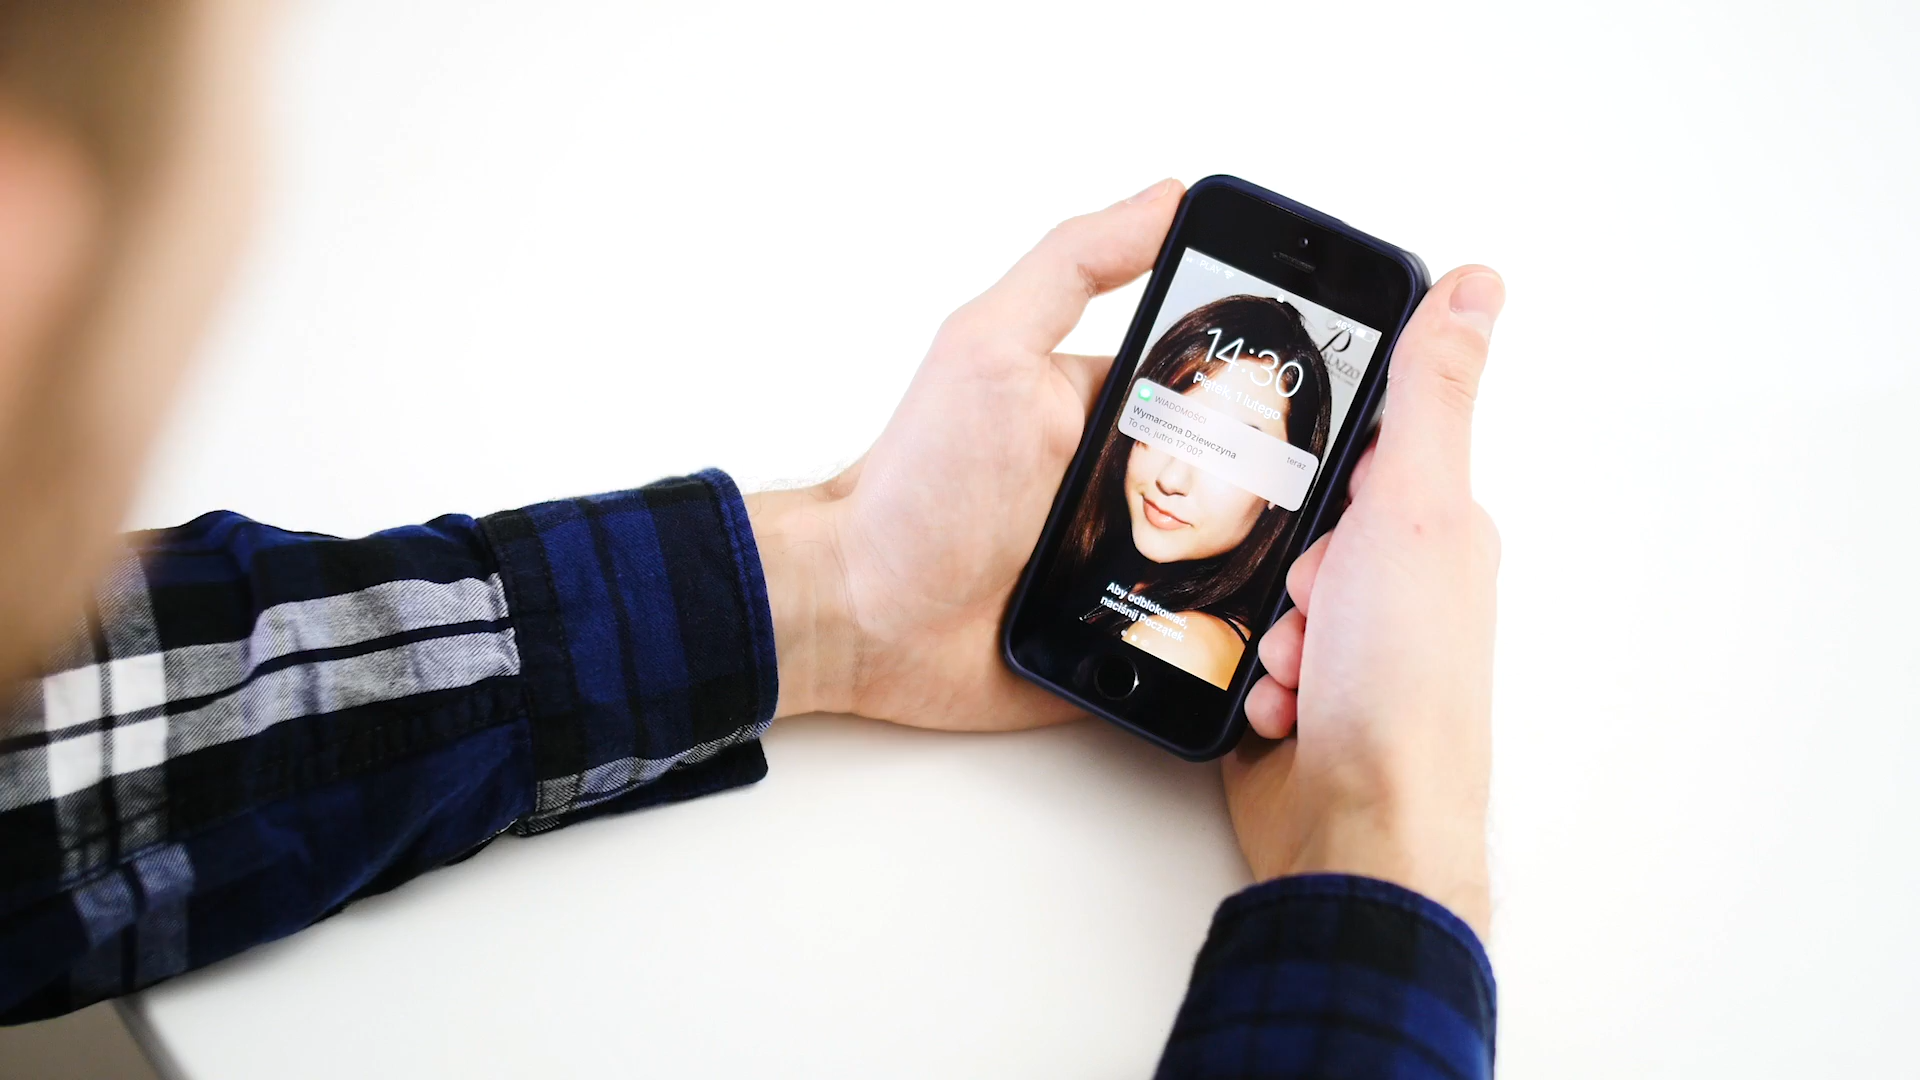 PLAY
14:30
Piątek, 1 lutego
WIADOMOŚCI
teraz
Wymarzona Dziewczyna
To co, jutro 17.00?
Aby odblokować,
naciśnij Początek